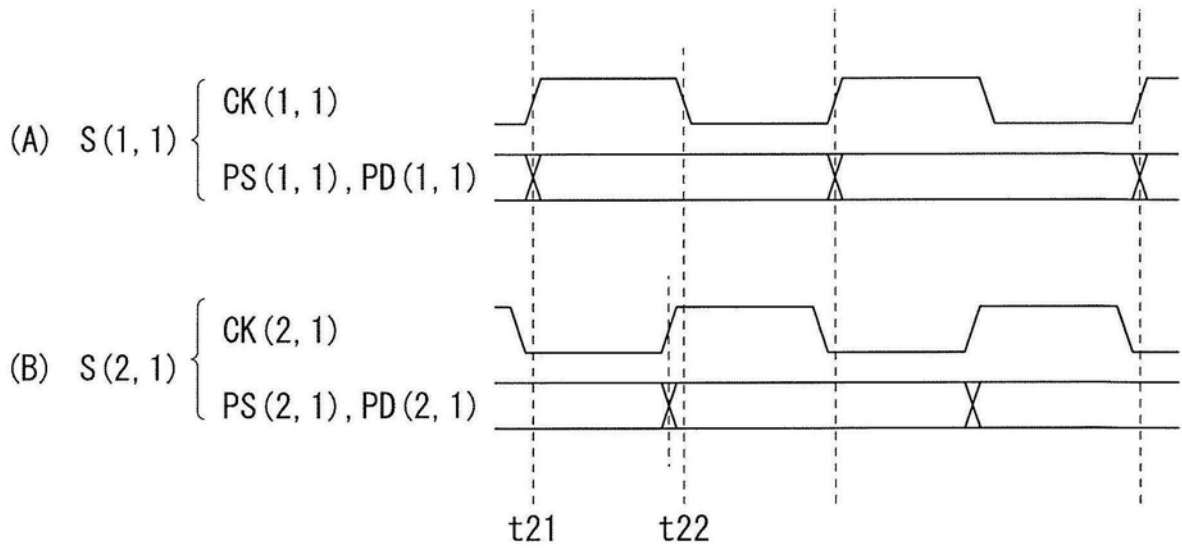 (A) S(1, 1)
CK(1, 1)
PS(1, 1), PD(1, 1)
(B) S(2, 1)
CK(2, 1)
PS(2, 1), PD(2, 1)
t21 t22